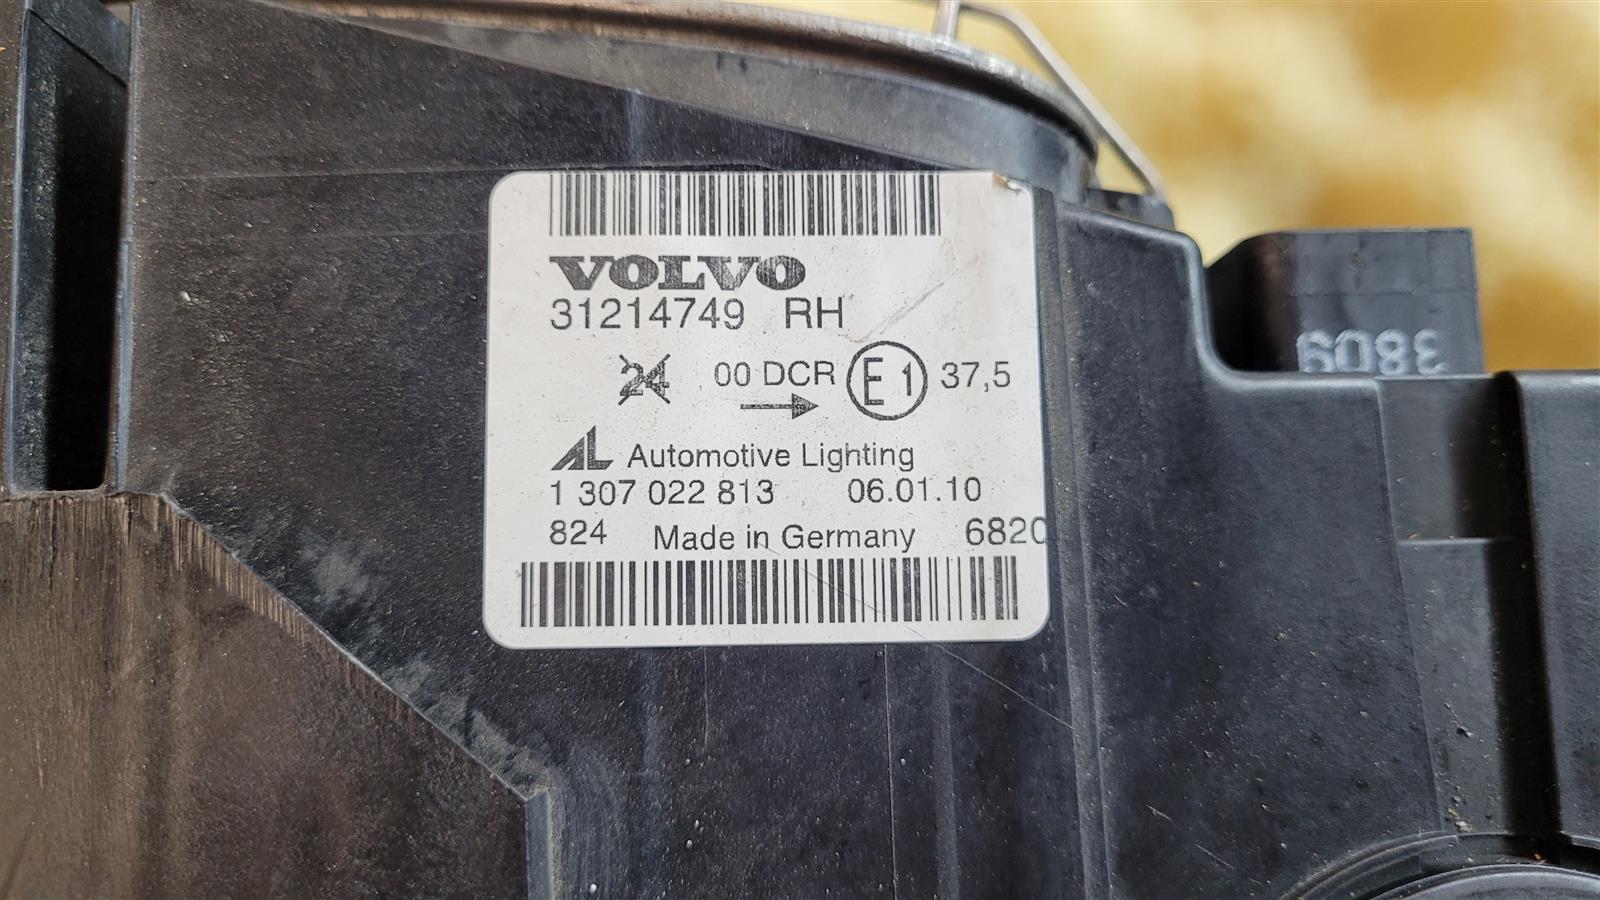 VOLVO
31214749 RH
24 00 DCR E1 37,5
AL Automotive Lighting
1 307 022 813 06.01.10
824 Made in Germany 6820